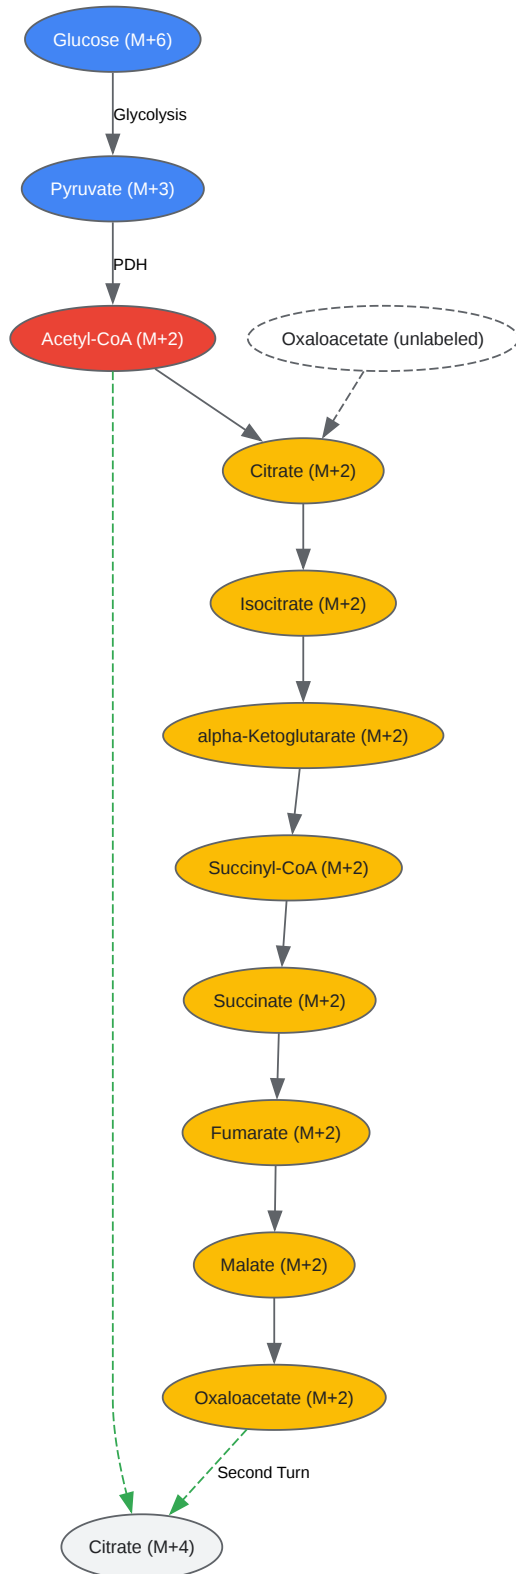 Glucose (M+6)
Glycolysis
Pyruvate (M+3)
PDH
Acetyl-CoA (M+2)
Oxaloacetate (unlabeled)
Citrate (M+2)
Isocitrate (M+2)
alpha-Ketoglutarate (M+2)
Succinyl-CoA (M+2)
Succinate (M+2)
Fumarate (M+2)
Malate (M+2)
Oxaloacetate (M+2)
Second Turn
Citrate (M+4)